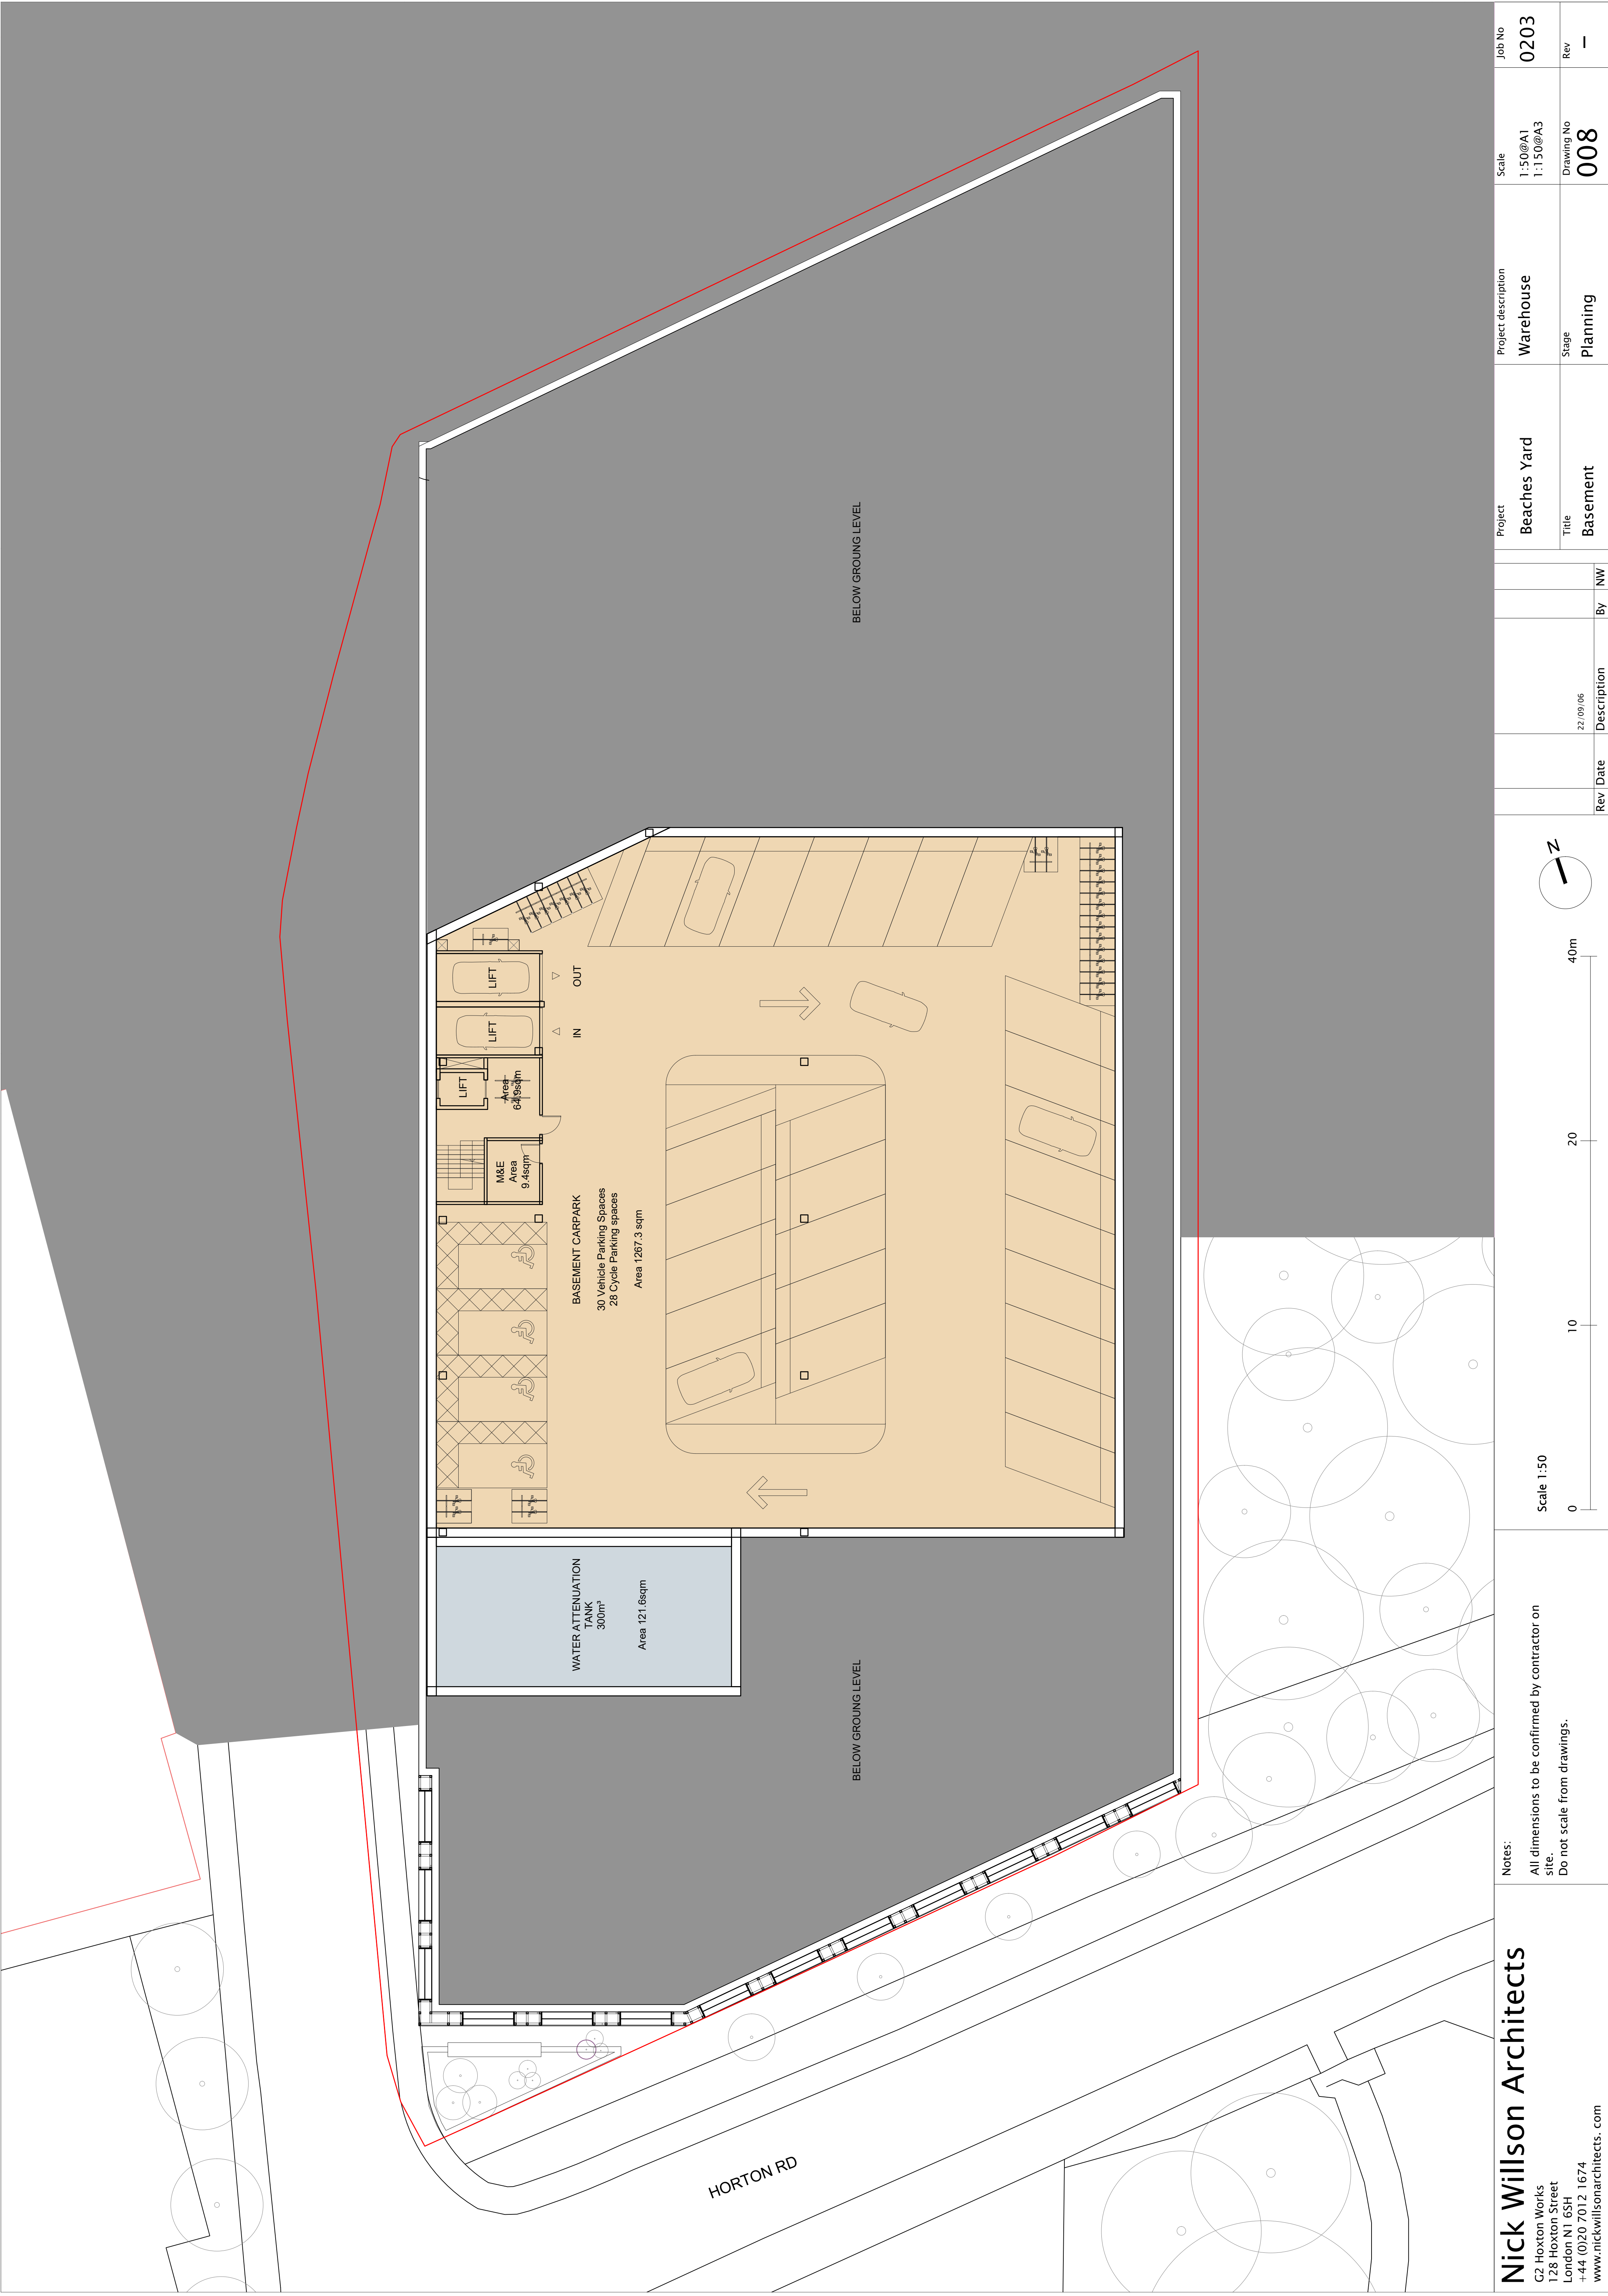 LIFT
LIFT
LIFT
OUT
IN
Area
64.9sqm
M&E
Area
9.4sqm
BASEMENT CARPARK
30 Vehicle Parking Spaces
28 Cycle Parking spaces
Area 1267.3 sqm
WATER ATTENUATION
TANK
300m³
Area 121.6sqm
BELOW GROUNG LEVEL
BELOW GROUNG LEVEL
HORTON RD
Nick Willson Architects
G2 Hoxton Works
128 Hoxton Street
London N1 6SH
+44 (0)20 7012 1674
www.nickwillsonarchitects. com
Notes:
All dimensions to be confirmed by contractor on
site.
Do not scale from drawings.
Scale 1:50
0
10
20
40m
N
22/09/06
Rev
Date
Description
By
NW
Project
Beaches Yard
Project description
Warehouse
Scale
1:50@A1
1:150@A3
Job No
0203
Title
Basement
Stage
Planning
Drawing No
008
Rev
–